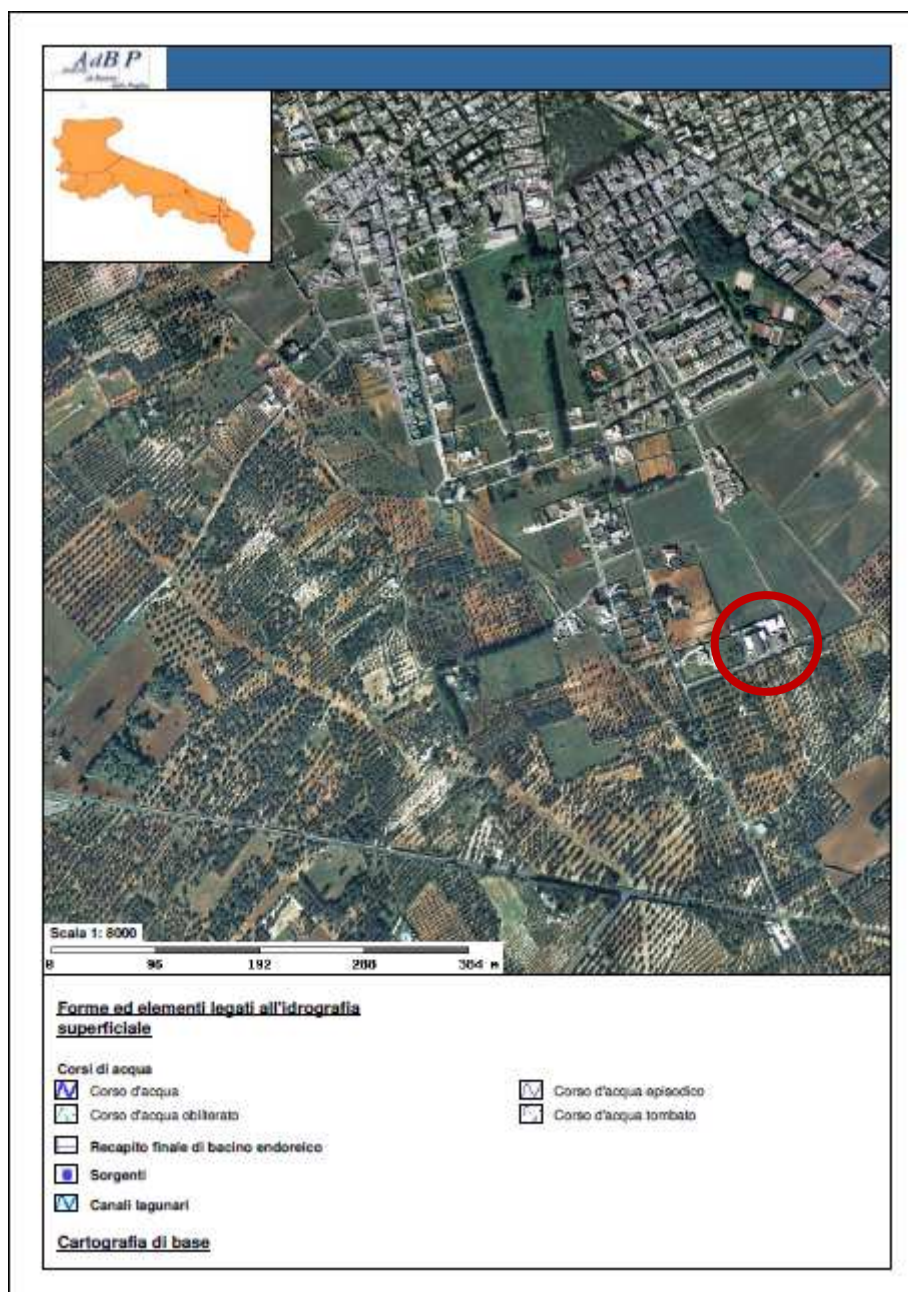 AdB P
Scala 1: 8000
0 96 192 288 384 m
Forme ed elementi legati all'idrografia
superficiale
Corsi di acqua
Corso d'acqua
Corso d'acqua episodico
Corso d'acqua obliterato
Corso d'acqua tombato
Recapito finale di bacino endoreico
Sorgenti
Canali lagunari
Cartografia di base